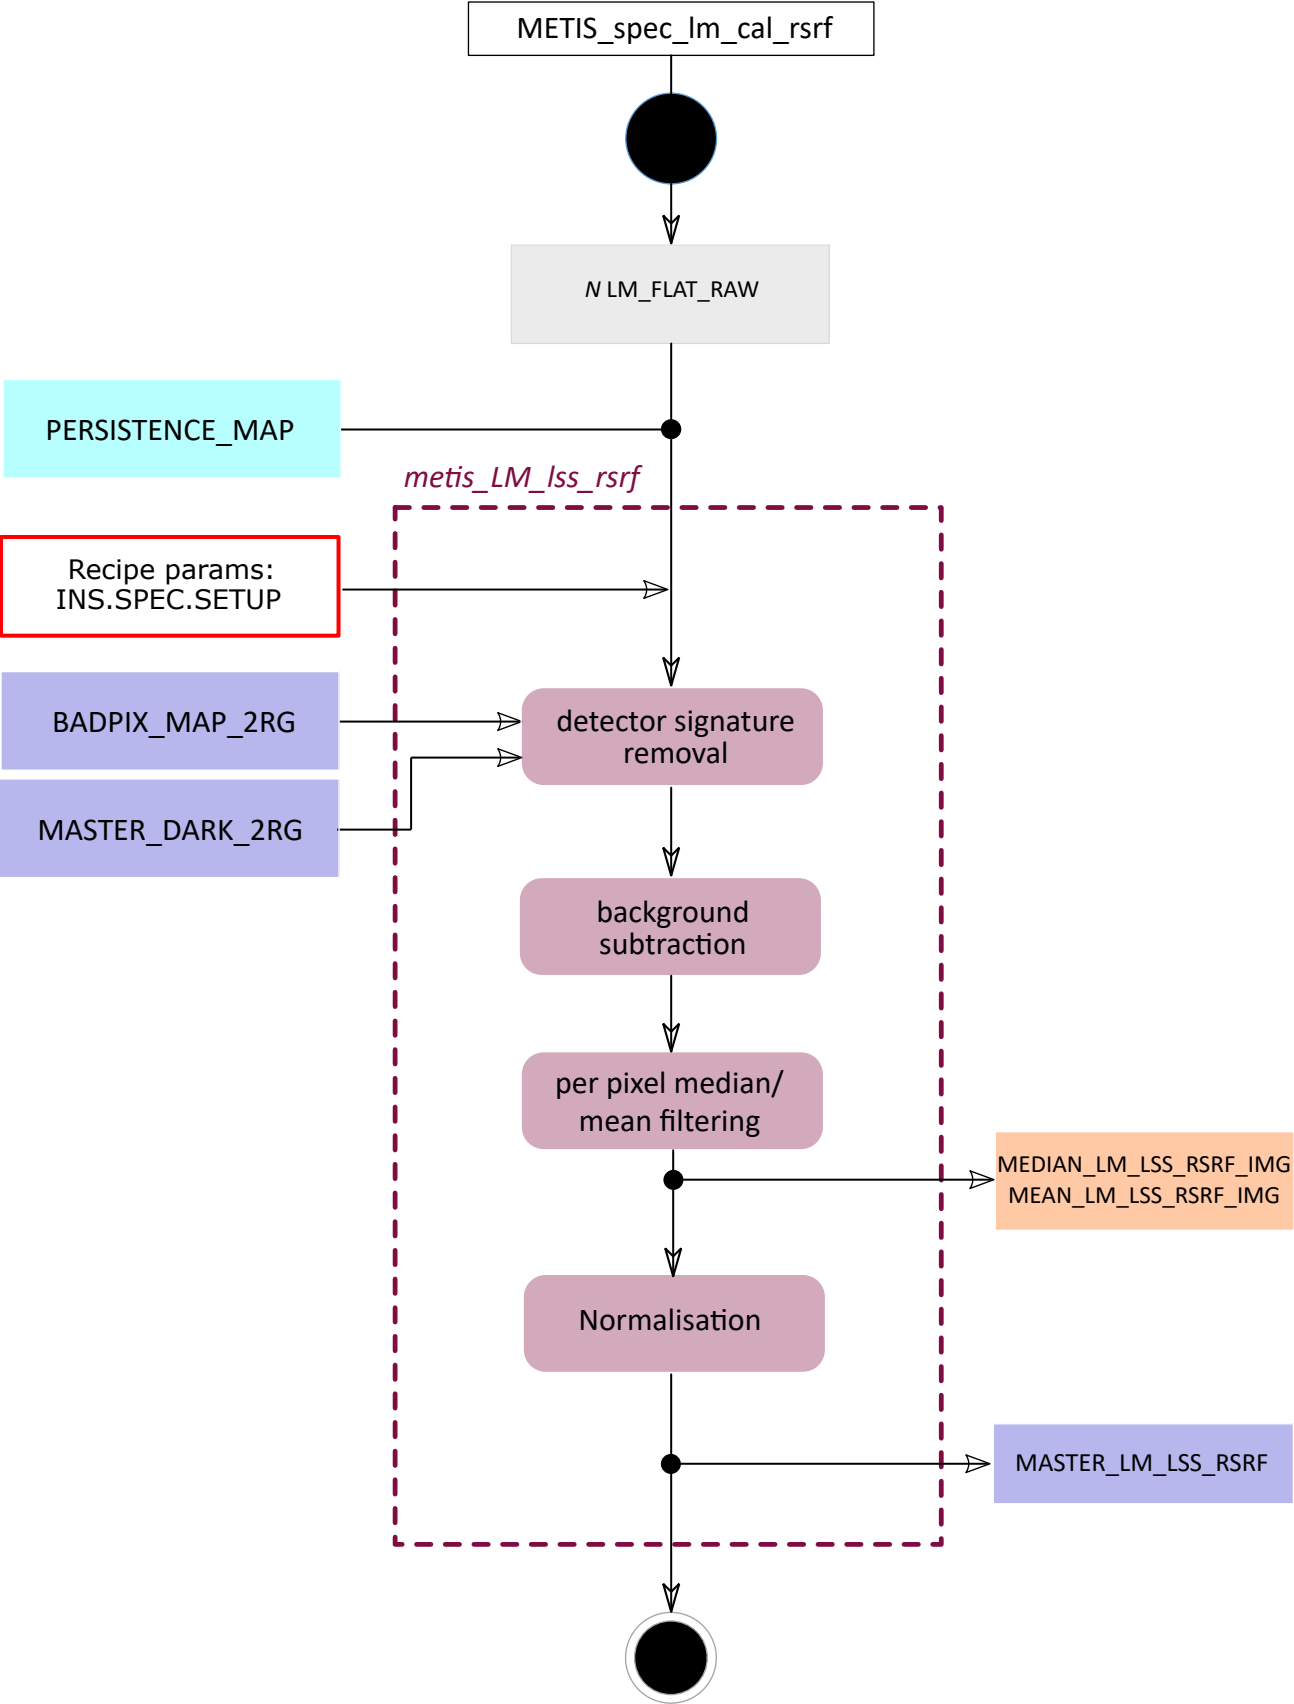 METIS_spec_lm_cal_rsrf
N LM_FLAT_RAW
PERSISTENCE_MAP
metis_LM_lss_rsrf
Recipe params:
INS.SPEC.SETUP
BADPIX_MAP_2RG
detector signature
removal
MASTER_DARK_2RG
background
subtraction
per pixel median/
mean filtering
MEDIAN_LM_LSS_RSRF_IMG
MEAN_LM_LSS_RSRF_IMG
Normalisation
MASTER_LM_LSS_RSRF